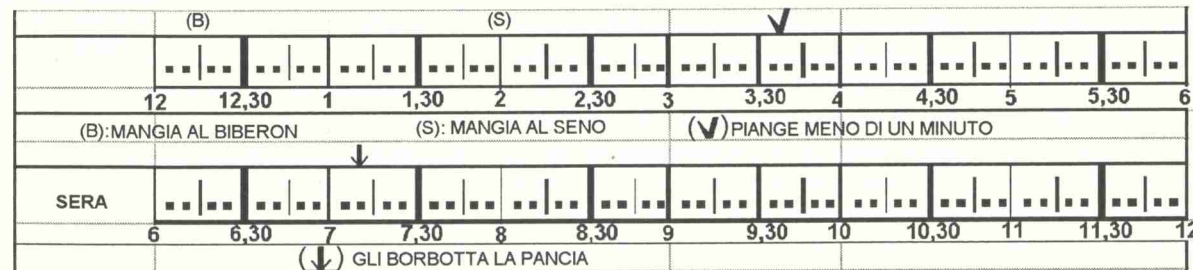 (B) (S)
12 12,30 1 1,30 2 2,30 3 3,30 4 4,30 5 5,30 6
(B): MANGIA AL BIBERON (S): MANGIA AL SENO (✓) PIANGE MENO DI UN MINUTO
SERA
6 6,30 7 7,30 8 8,30 9 9,30 10 10,30 11 11,30 12
(↓) GLI BORBOTTA LA PANCIA